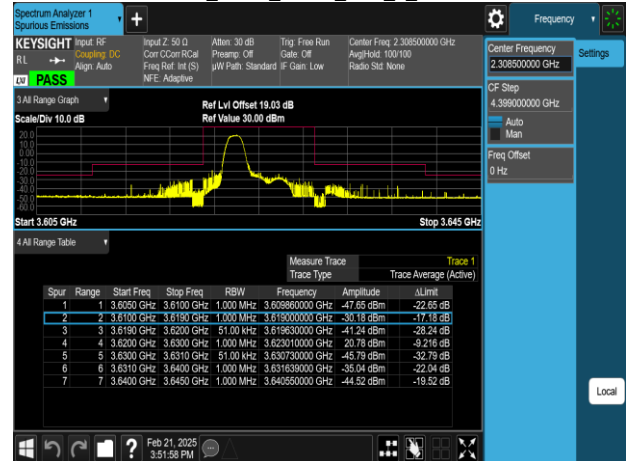 Spectrum Analyzer 1
Spurious Emissions
Frequency
KEYSIGHT
RL
LXI
PASS
Input: RF
Coupling: DC
Align: Auto
Input Z: 50 Ω
Corr CCorr RCal
Freq Ref: Int (S)
NFE: Adaptive
Atten: 30 dB
Preamp: Off
µW Path: Standard
Trig: Free Run
Gate: Off
IF Gain: Low
Center Freq: 2.308500000 GHz
Avg|Hold: 100/100
Radio Std: None
Center Frequency
2.308500000 GHz
Settings
CF Step
4.399000000 GHz
Auto
Man
Freq Offset
0 Hz
3 All Range Graph
Scale/Div 10.0 dB
Ref Lvl Offset 19.03 dB
Ref Value 30.00 dBm
20.0
10.0
0.00
-10.0
-20.0
-30.0
-40.0
-50.0
-60.0
Start 3.605 GHz
Stop 3.645 GHz
4 All Range Table
Measure Trace Trace 1
Trace Type Trace Average (Active)
Spur Range Start Freq Stop Freq RBW Frequency Amplitude ΔLimit
1 1 3.6050 GHz 3.6100 GHz 1.000 MHz 3.609860000 GHz -47.65 dBm -22.65 dB
2 2 3.6100 GHz 3.6190 GHz 1.000 MHz 3.619000000 GHz -30.18 dBm -17.18 dB
3 3 3.6190 GHz 3.6200 GHz 51.00 kHz 3.619630000 GHz -41.24 dBm -28.24 dB
4 4 3.6200 GHz 3.6300 GHz 1.000 MHz 3.623010000 GHz 20.78 dBm -9.216 dB
5 5 3.6300 GHz 3.6310 GHz 51.00 kHz 3.630730000 GHz -45.79 dBm -32.79 dB
6 6 3.6310 GHz 3.6400 GHz 1.000 MHz 3.631639000 GHz -35.04 dBm -22.04 dB
7 7 3.6400 GHz 3.6450 GHz 1.000 MHz 3.640550000 GHz -44.52 dBm -19.52 dB
Local
Feb 21, 2025
3:51:58 PM